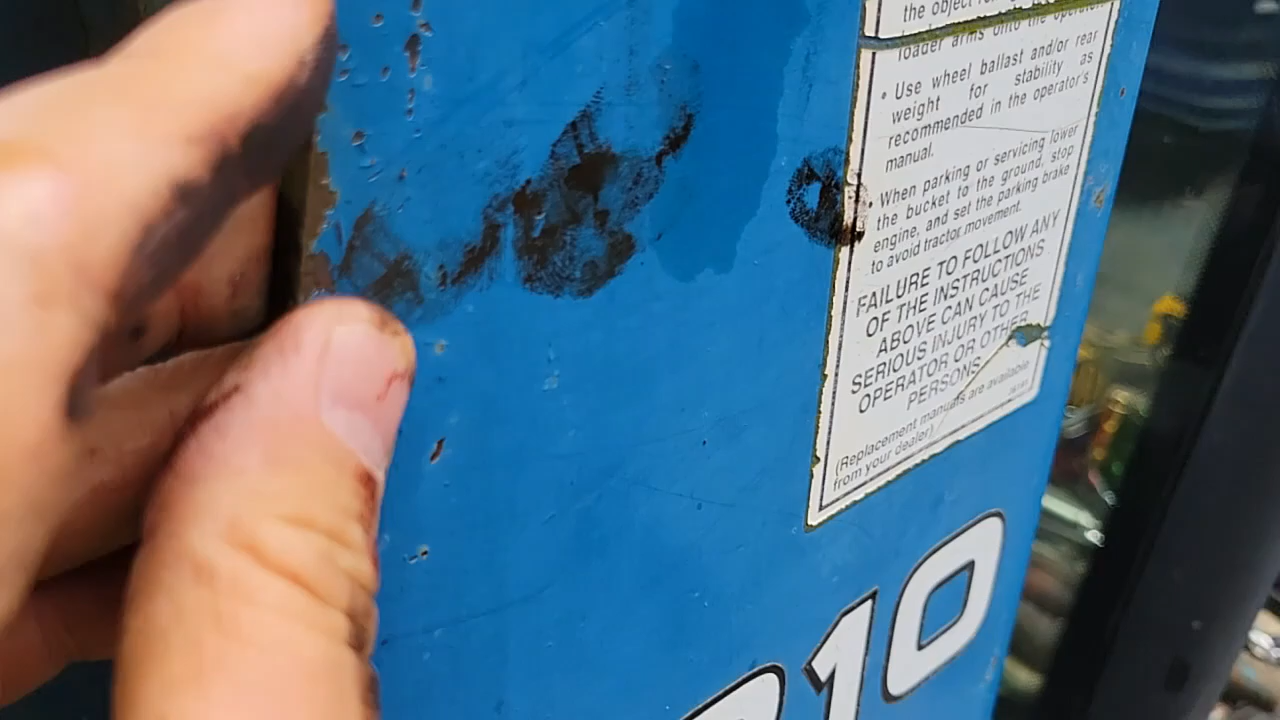 the object
loader arms onto the operator.
• Use wheel ballast and/or rear
weight for stability as
recommended in the operator's
manual.
• When parking or servicing lower
the bucket to the ground, stop
engine, and set the parking brake
to avoid tractor movement.
FAILURE TO FOLLOW ANY
OF THE INSTRUCTIONS
ABOVE CAN CAUSE
SERIOUS INJURY TO THE
OPERATOR OR OTHER
PERSONS.
(Replacement manuals are available
from your dealer)
10